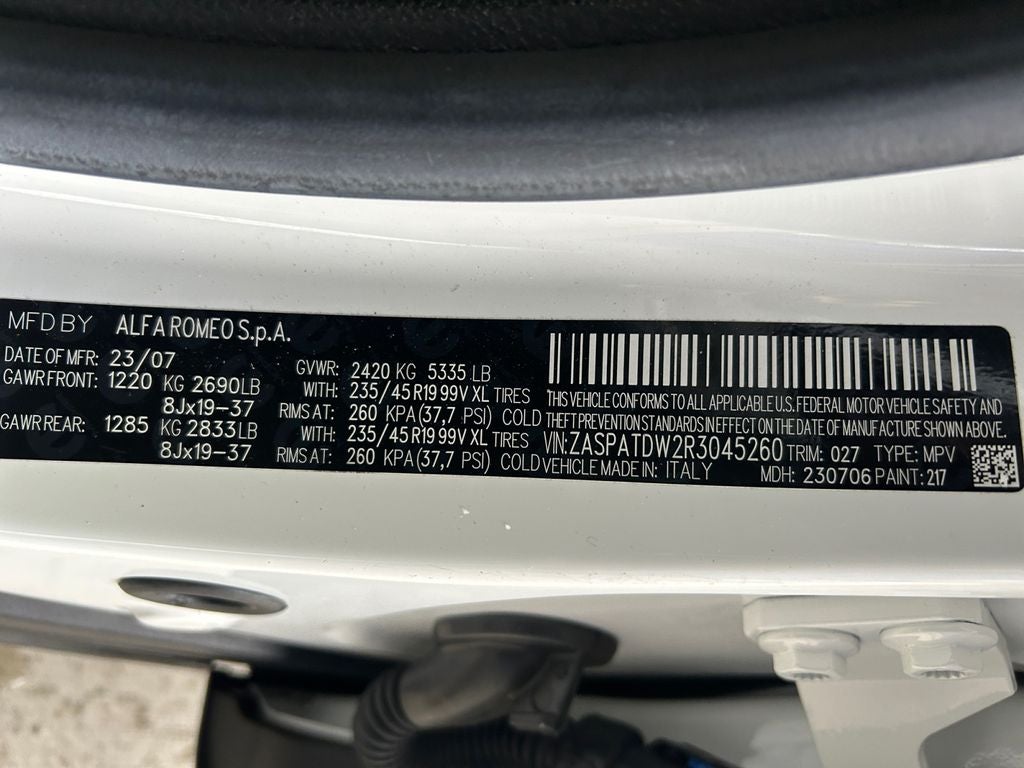 MFD BY ALFA ROMEO S.p.A.
DATE OF MFR: 23/07 GVWR: 2420 KG 5335 LB
GAWR FRONT: 1220 KG 2690LB WITH: 235/45 R19 99V XL TIRES
8Jx19-37 RIMS AT: 260 KPA (37,7 PSI) COLD
GAWR REAR: 1285 KG 2833LB WITH: 235/45 R19 99V XL TIRES
8Jx19-37 RIMS AT: 260 KPA (37,7 PSI) COLD
THIS VEHICLE CONFORMS TO ALL APPLICABLE U.S. FEDERAL MOTOR VEHICLE SAFETY AND
THEFT PREVENTION STANDARDS IN EFFECT ON THE DATE OF MANUFACTURE SHOWN ABOVE.
VIN: ZASPATDW2R3045260 TRIM: 027 TYPE: MPV
VEHICLE MADE IN: ITALY MDH: 230706 PAINT: 217